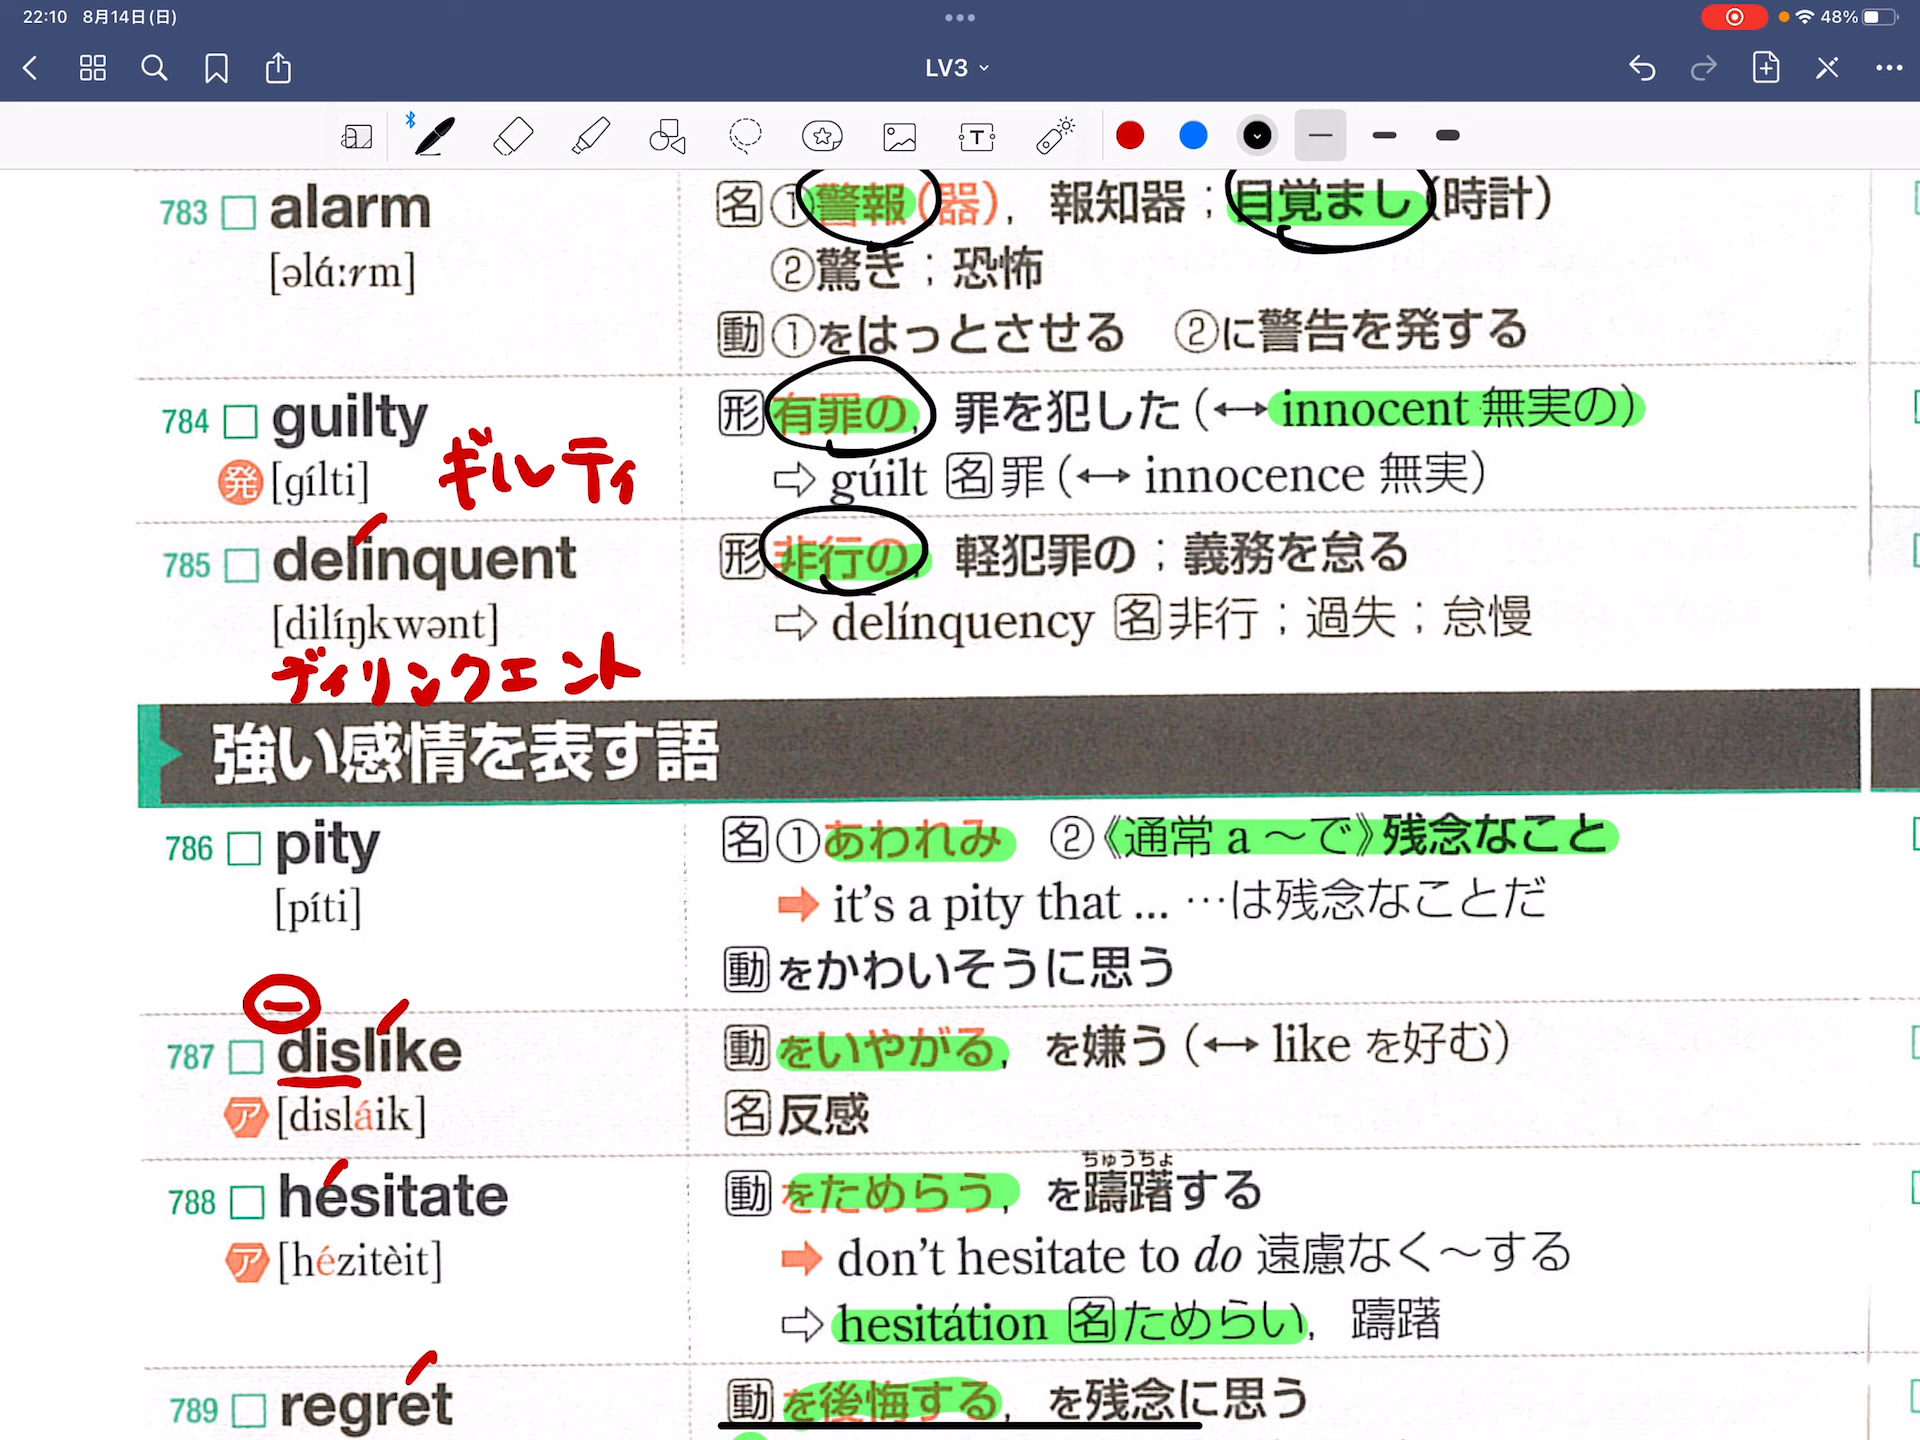 22:10 8月14日(日)
48%
LV3
783 alarm 名①警報(器), 報知器;目覚まし(時計)
[əlɑ́ːrm] ②驚き;恐怖
動①をはっとさせる ②に警告を発する
784 guilty 形有罪の, 罪を犯した(↔innocent 無実の)
発[gílti] ギルティ ⇨ gúilt 名罪(↔ innocence 無実)
785 delinquent 形非行の, 軽犯罪の;義務を怠る
[dilíŋkwənt] ⇨ delínquency 名非行;過失;怠慢
ディリンクエント
強い感情を表す語
786 pity 名①あわれみ ②《通常 a ～で》残念なこと
[píti] ➡ it's a pity that ... …は残念なことだ
動をかわいそうに思う
787 dislike 動をいやがる, を嫌う(↔ like を好む)
ア[disláik] 名反感
ちゅうちょ
788 hesitate 動をためらう, を躊躇する
ア[hézitèit] ➡ don't hesitate to do 遠慮なく～する
⇨ hesitátion 名ためらい, 躊躇
789 regret 動を後悔する, を残念に思う